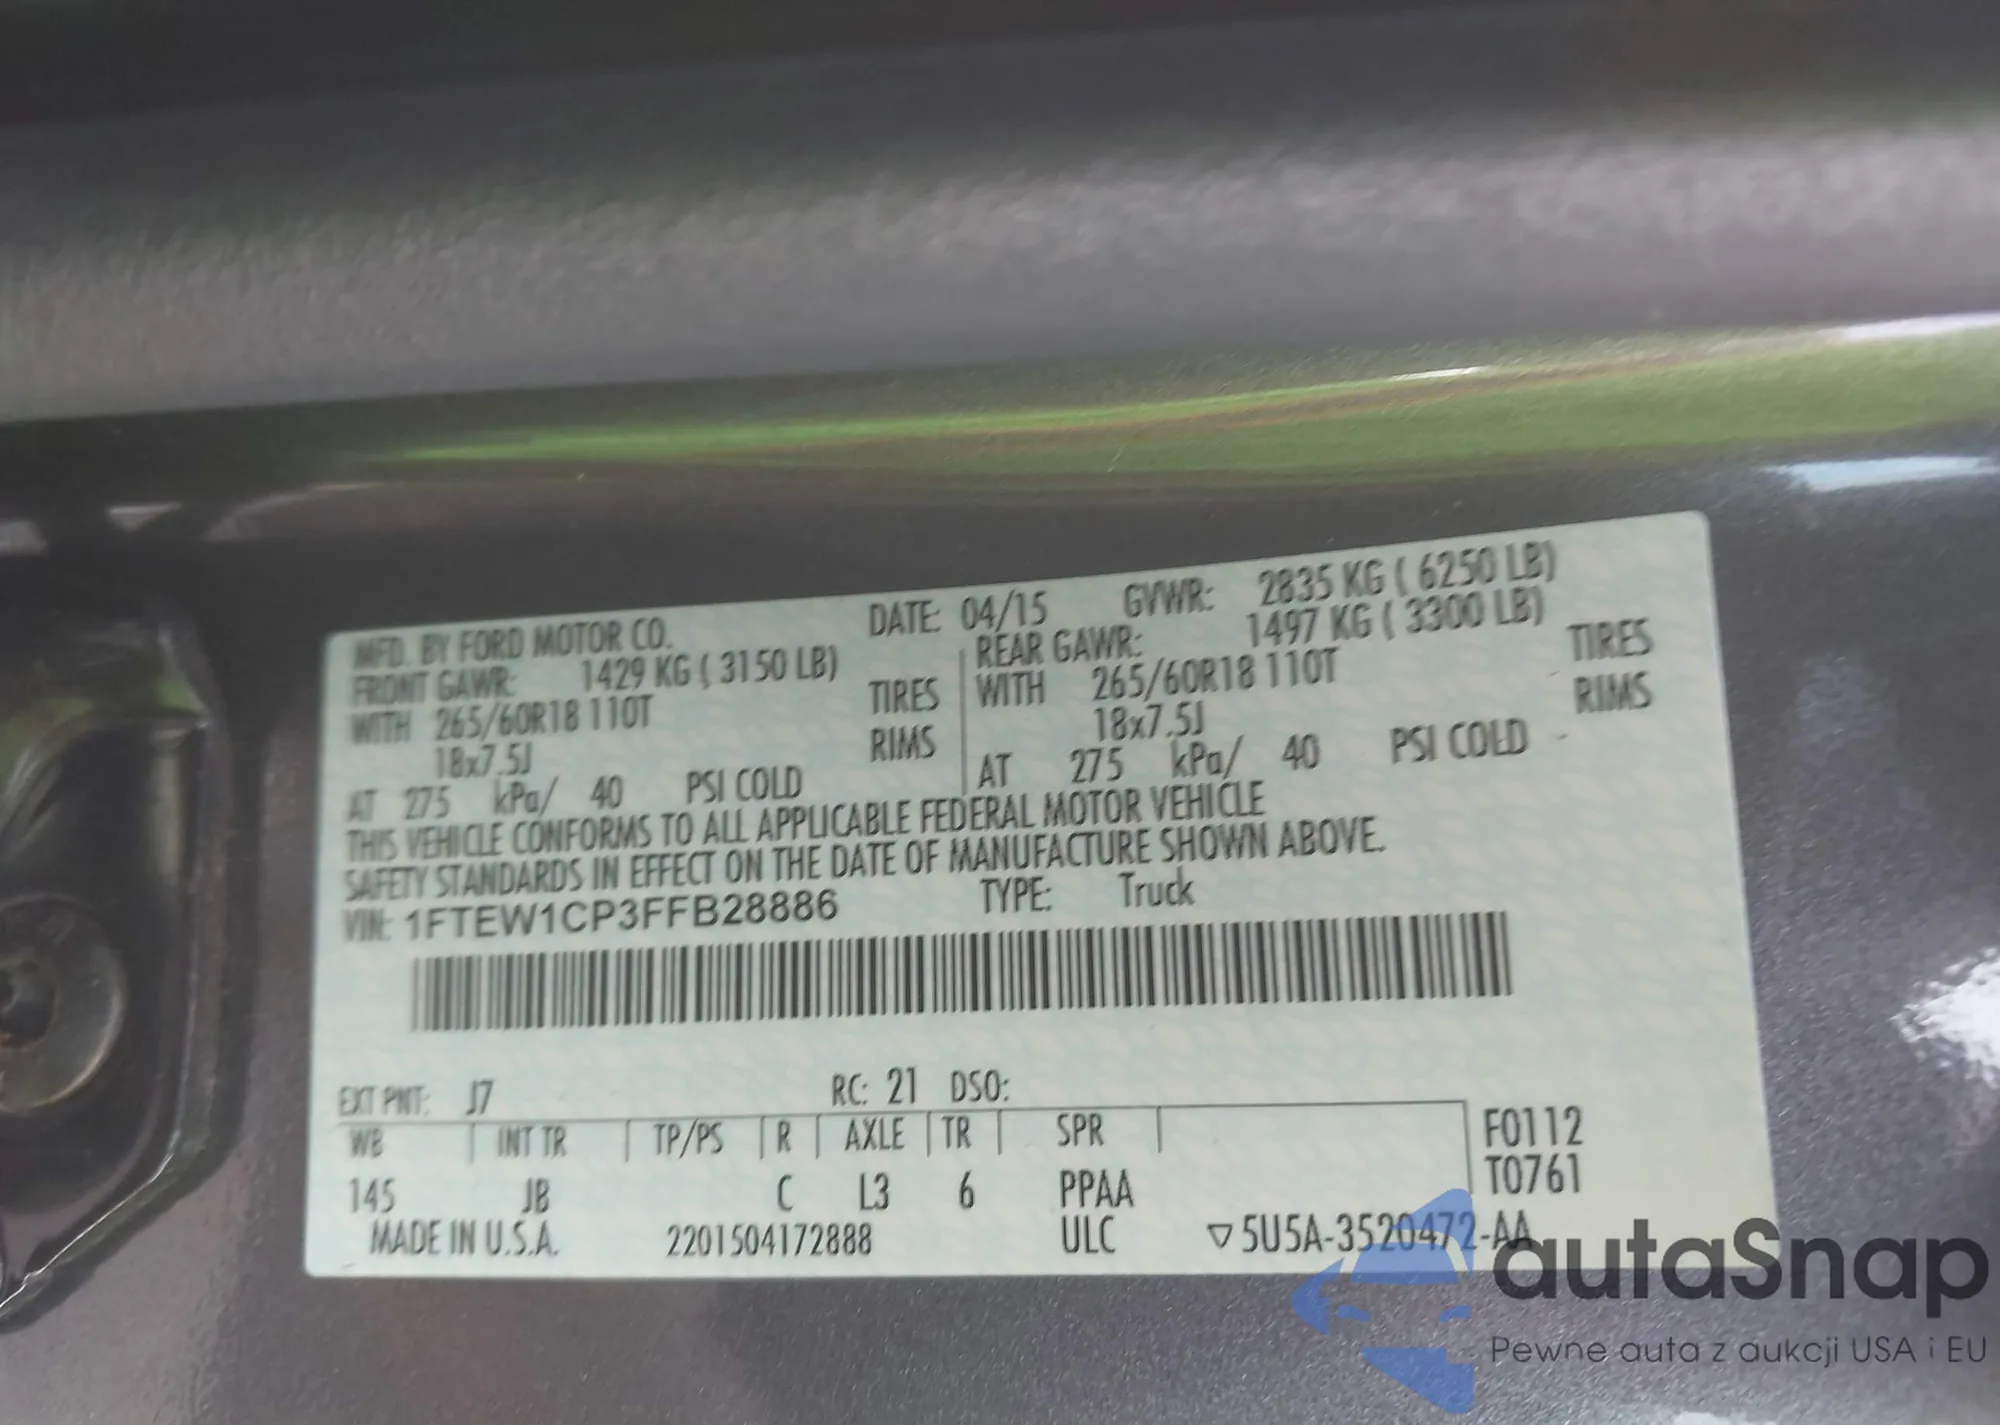 MFD. BY FORD MOTOR CO. DATE: 04/15 GVWR: 2835 KG ( 6250 LB)
FRONT GAWR: 1429 KG ( 3150 LB) REAR GAWR: 1497 KG ( 3300 LB)
WITH 265/60R18 110T TIRES WITH 265/60R18 110T TIRES
18x7.5J RIMS 18x7.5J RIMS
AT 275 kPa/ 40 PSI COLD AT 275 kPa/ 40 PSI COLD
THIS VEHICLE CONFORMS TO ALL APPLICABLE FEDERAL MOTOR VEHICLE
SAFETY STANDARDS IN EFFECT ON THE DATE OF MANUFACTURE SHOWN ABOVE.
VIN: 1FTEW1CP3FFB28886 TYPE: Truck
EXT PNT: J7 RC: 21 DSO:
WB INT TR TP/PS R AXLE TR SPR F0112
145 JB C L3 6 PPAA T0761
MADE IN U.S.A. 2201504172888 ULC ▽5U5A-3520472-AA
autaSnap
Pewne auta z aukcji USA i EU